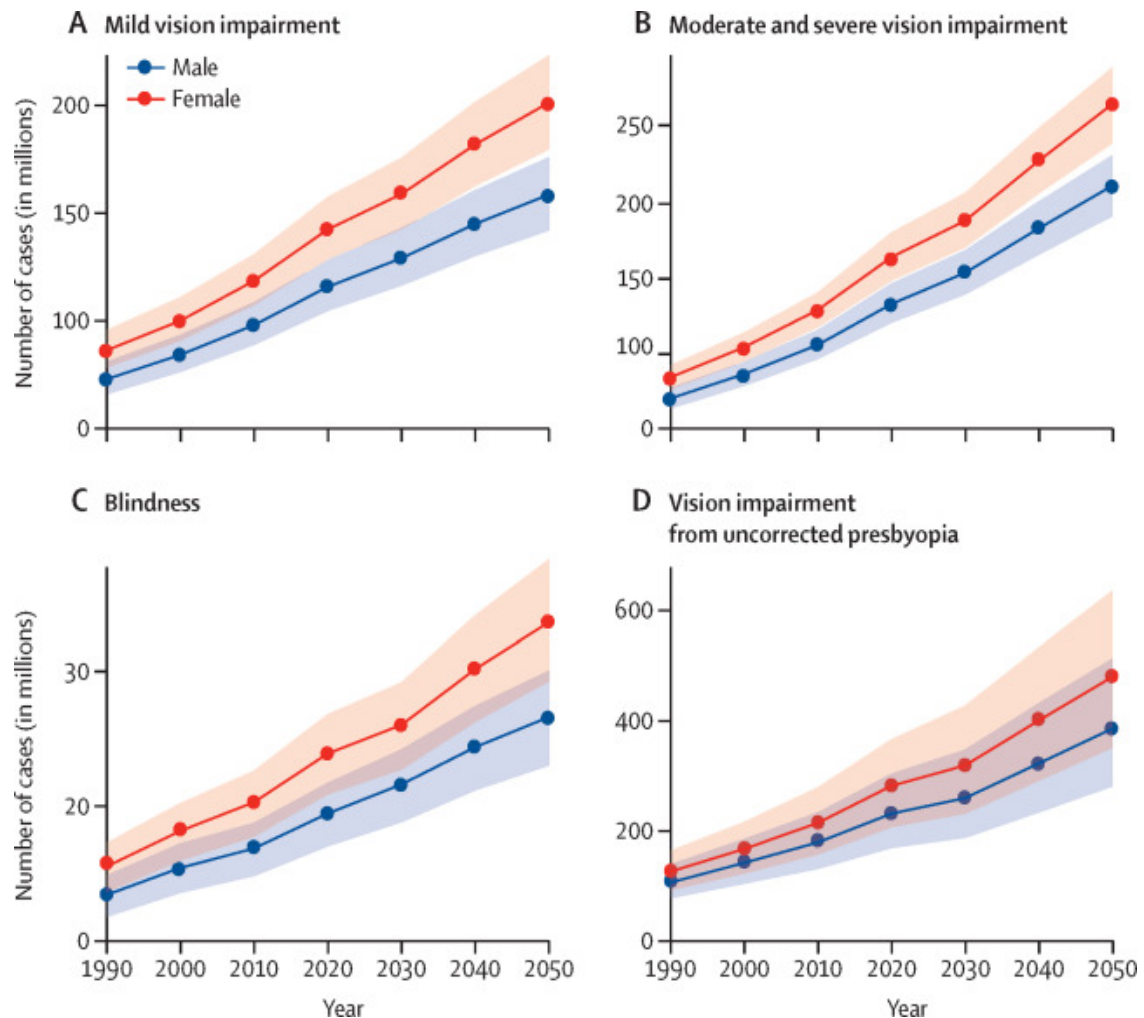 A Mild vision impairment
Male
Female
Number of cases (in millions)
200
150
100
0
1990 2000 2010 2020 2030 2040 2050
B Moderate and severe vision impairment
250
200
150
100
0
1990 2000 2010 2020 2030 2040 2050
C Blindness
Number of cases (in millions)
30
20
0
1990 2000 2010 2020 2030 2040 2050
Year
D Vision impairment
from uncorrected presbyopia
600
400
200
0
1990 2000 2010 2020 2030 2040 2050
Year